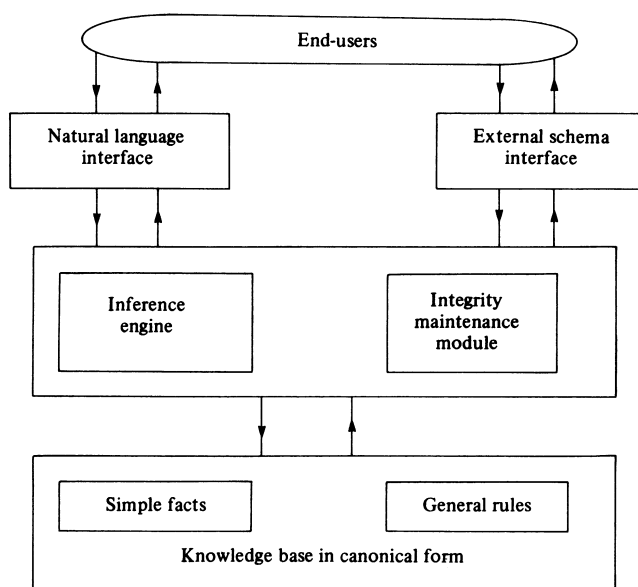 End-users
Natural language
interface
External schema
interface
Inference
engine
Integrity
maintenance
module
Simple facts
General rules
Knowledge base in canonical form